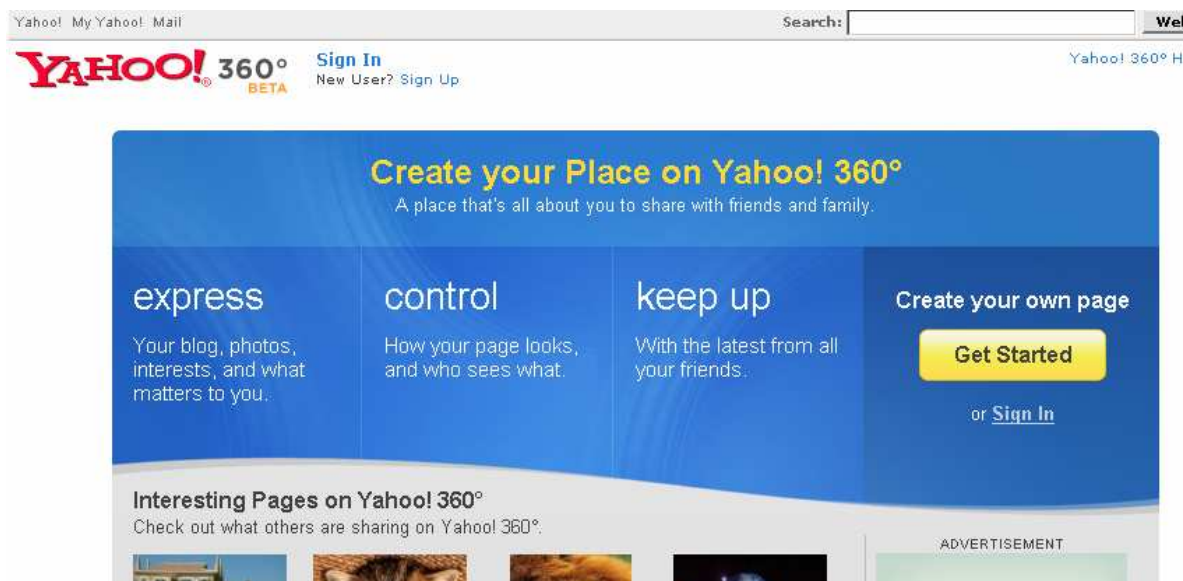 Yahoo! My Yahoo! Mail
Search:
YAHOO!® 360°
BETA
Sign In
New User? Sign Up
Yahoo! 360° H
Create your Place on Yahoo! 360°
A place that's all about you to share with friends and family.
express
Your blog, photos,
interests, and what
matters to you.
control
How your page looks,
and who sees what.
keep up
With the latest from all
your friends.
Create your own page
Get Started
or Sign In
Interesting Pages on Yahoo! 360°
Check out what others are sharing on Yahoo! 360°.
ADVERTISEMENT